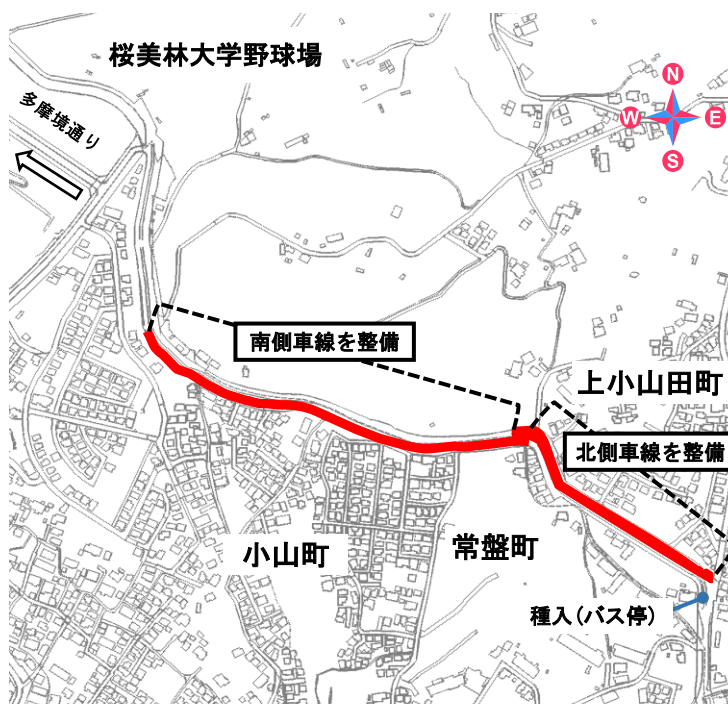 桜美林大学野球場
多摩境通り
N
W
E
S
南側車線を整備
上小山田町
北側車線を整備
小山町
常盤町
種入(バス停)